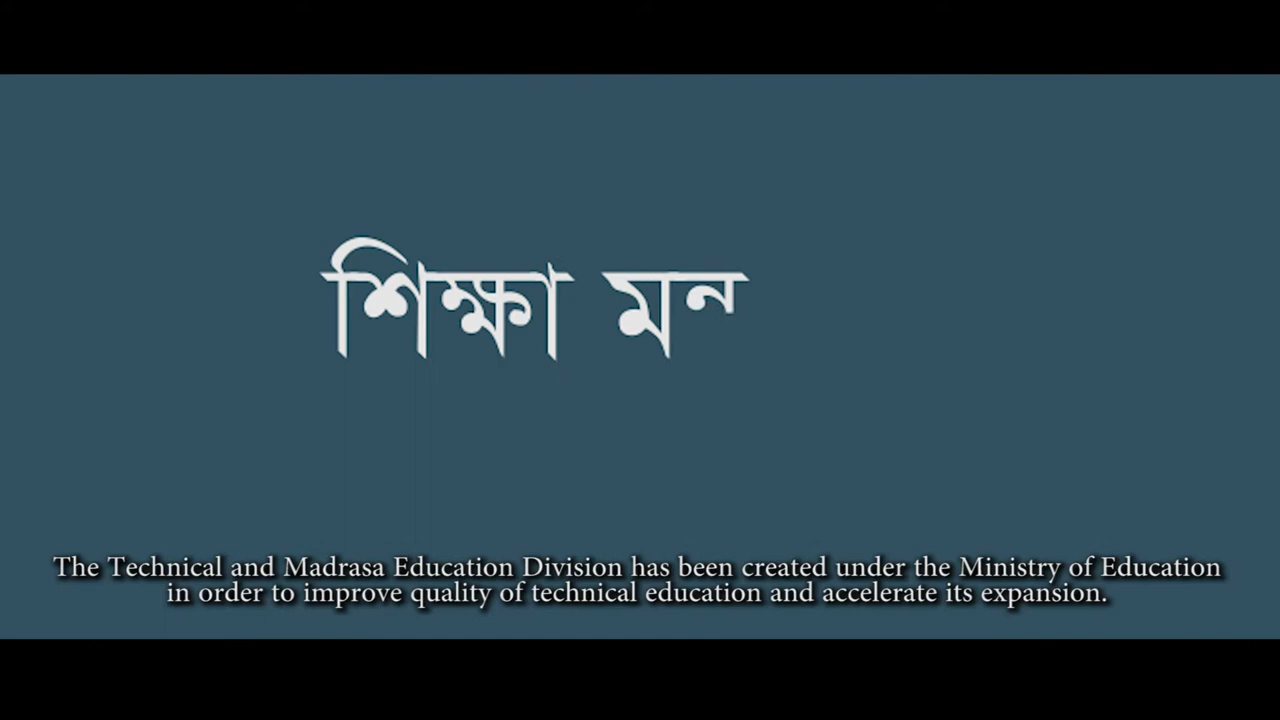 শিক্ষা মন
The Technical and Madrasa Education Division has been created under the Ministry of Education
in order to improve quality of technical education and accelerate its expansion.